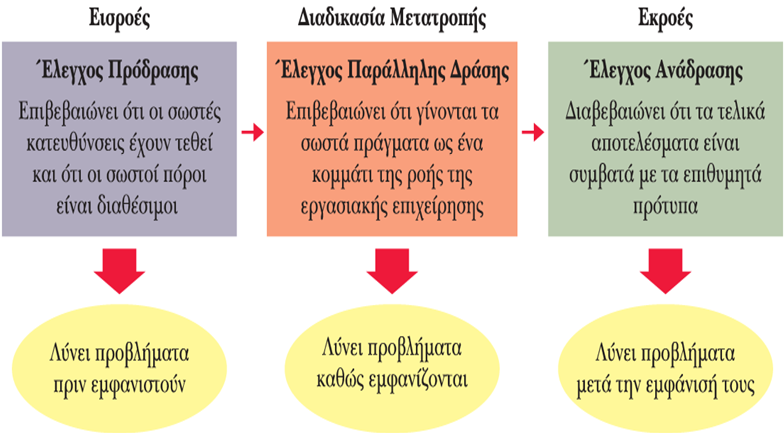 Εισροές
Διαδικασία Μετατροπής
Εκροές
Έλεγχος Πρόδρασης
Επιβεβαιώνει ότι οι σωστές
κατευθύνσεις έχουν τεθεί
και ότι οι σωστοί πόροι
είναι διαθέσιμοι
Έλεγχος Παράλληλης Δράσης
Επιβεβαιώνει ότι γίνονται τα
σωστά πράγματα ως ένα
κομμάτι της ροής της
εργασιακής επιχείρησης
Έλεγχος Ανάδρασης
Διαβεβαιώνει ότι τα τελικά
αποτελέσματα είναι
συμβατά με τα επιθυμητά
πρότυπα
Λύνει προβλήματα
πριν εμφανιστούν
Λύνει προβλήματα
καθώς εμφανίζονται
Λύνει προβλήματα
μετά την εμφάνισή τους